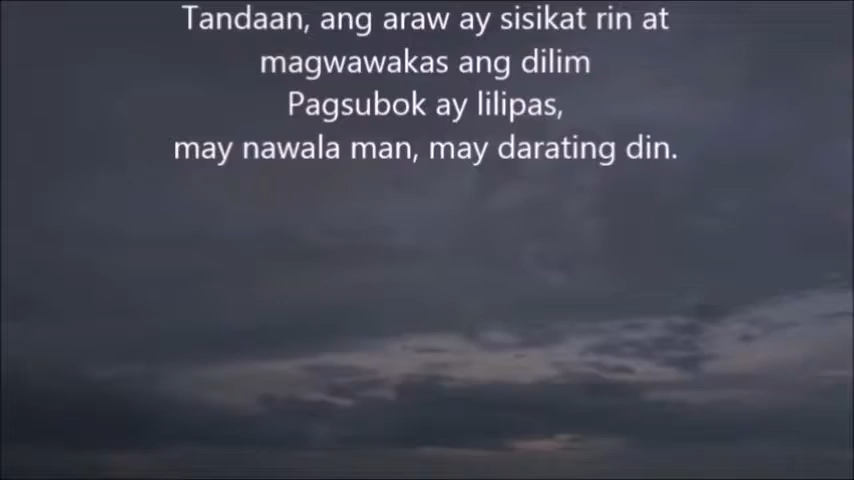 Tandaan, ang araw ay sisikat rin at
magwawakas ang dilim
Pagsubok ay lilipas,
may nawala man, may darating din.